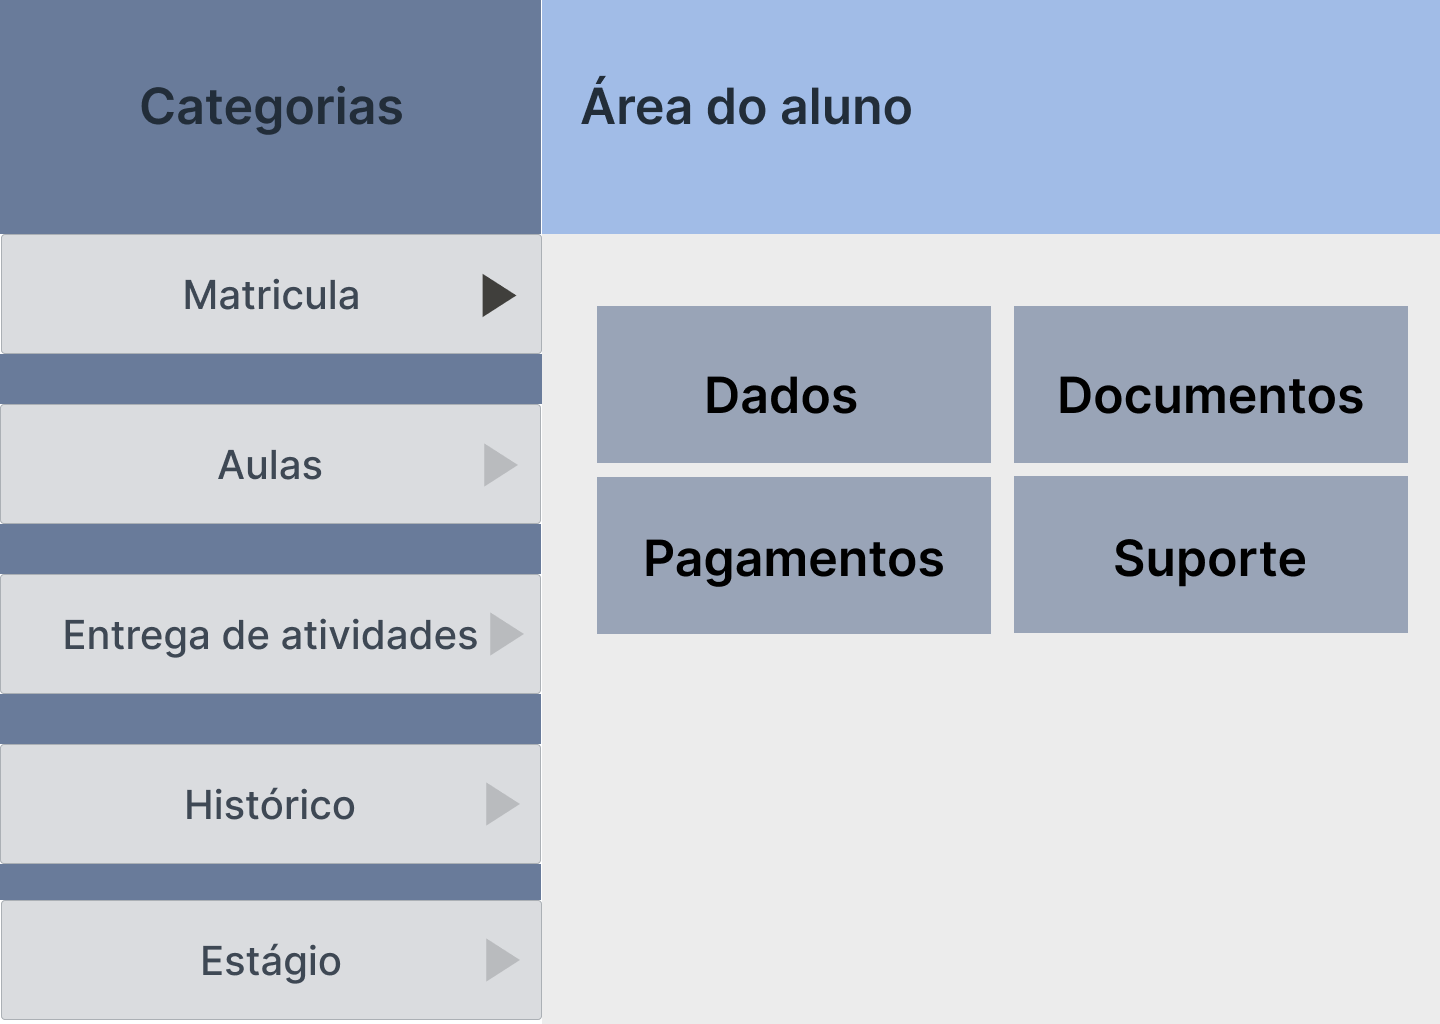 Categorias
Área do aluno
Matricula
Aulas
Entrega de atividades
Histórico
Estágio
Dados
Documentos
Pagamentos
Suporte